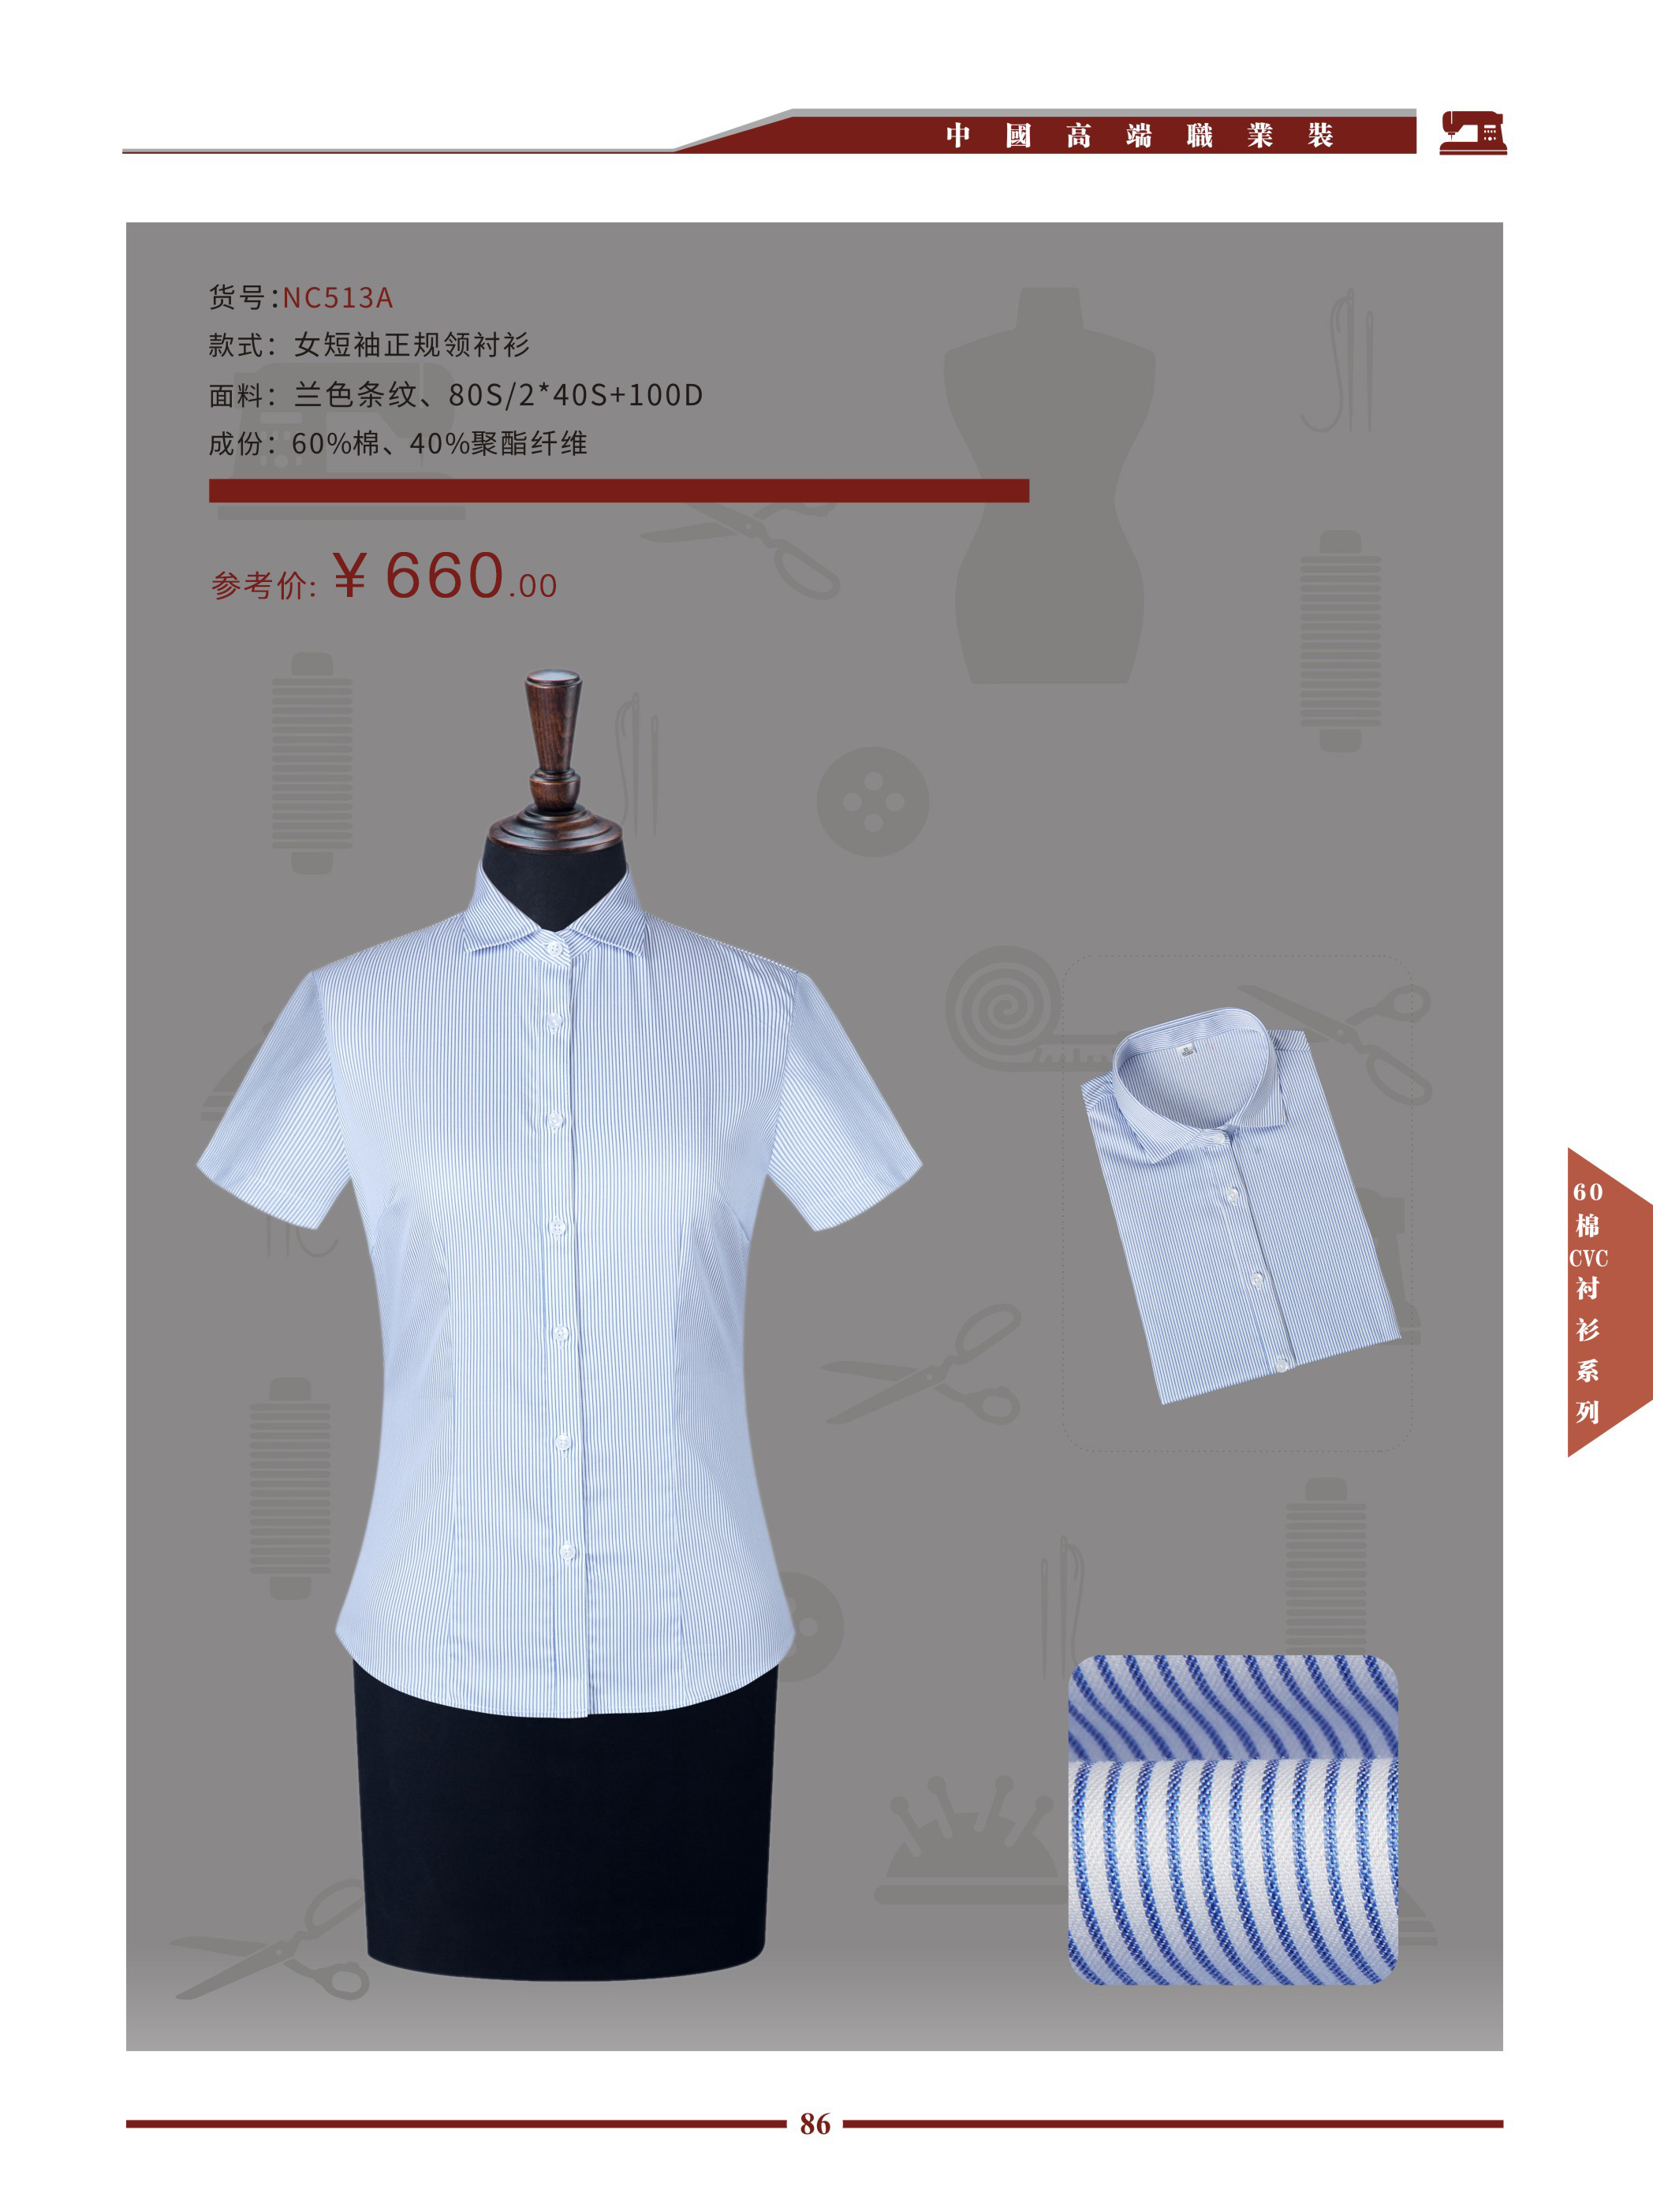 中國高端職業裝
货号:NC513A
款式：女短袖正规领衬衫
面料：兰色条纹、80S/2*40S+100D
成份：60%棉、40%聚酯纤维
参考价: ¥ 660.00
60
棉
CVC
衬
衫
系
列
86